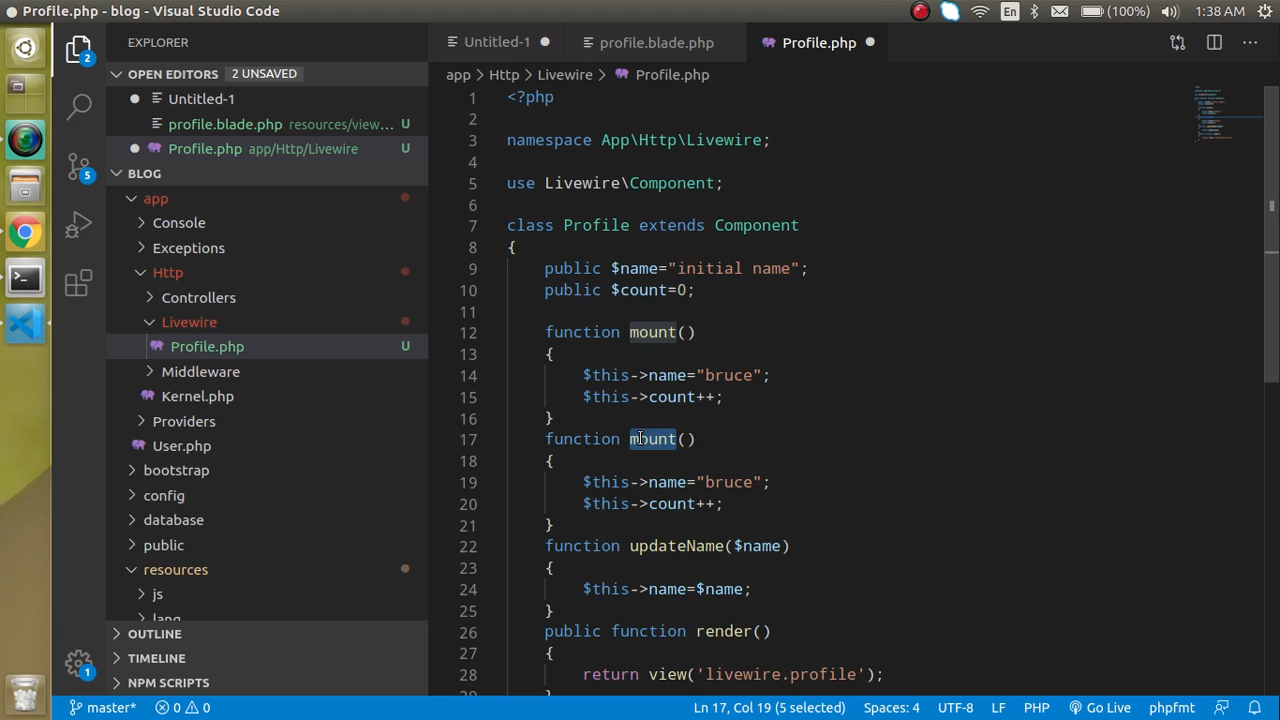 Profile.php - blog - Visual Studio Code
En
(100%)
1:38 AM
EXPLORER
OPEN EDITORS 2 UNSAVED
Untitled-1
profile.blade.php resources/view... U
Profile.php app/Http/Livewire U
BLOG
app
Console
Exceptions
Http
Controllers
Livewire
Profile.php U
Middleware
Kernel.php
Providers
User.php
bootstrap
config
database
public
resources
js
lang
OUTLINE
TIMELINE
NPM SCRIPTS
2
5
1
Untitled-1
profile.blade.php
Profile.php
app > Http > Livewire > Profile.php
1 <?php
2
3 namespace App\Http\Livewire;
4
5 use Livewire\Component;
6
7 class Profile extends Component
8 {
9 public $name="initial name";
10 public $count=0;
11
12 function mount()
13 {
14 $this->name="bruce";
15 $this->count++;
16 }
17 function mount()
18 {
19 $this->name="bruce";
20 $this->count++;
21 }
22 function updateName($name)
23 {
24 $this->name=$name;
25 }
26 public function render()
27 {
28 return view('livewire.profile');
29 }
master* 0 0
Ln 17, Col 19 (5 selected) Spaces: 4 UTF-8 LF PHP Go Live phpfmt